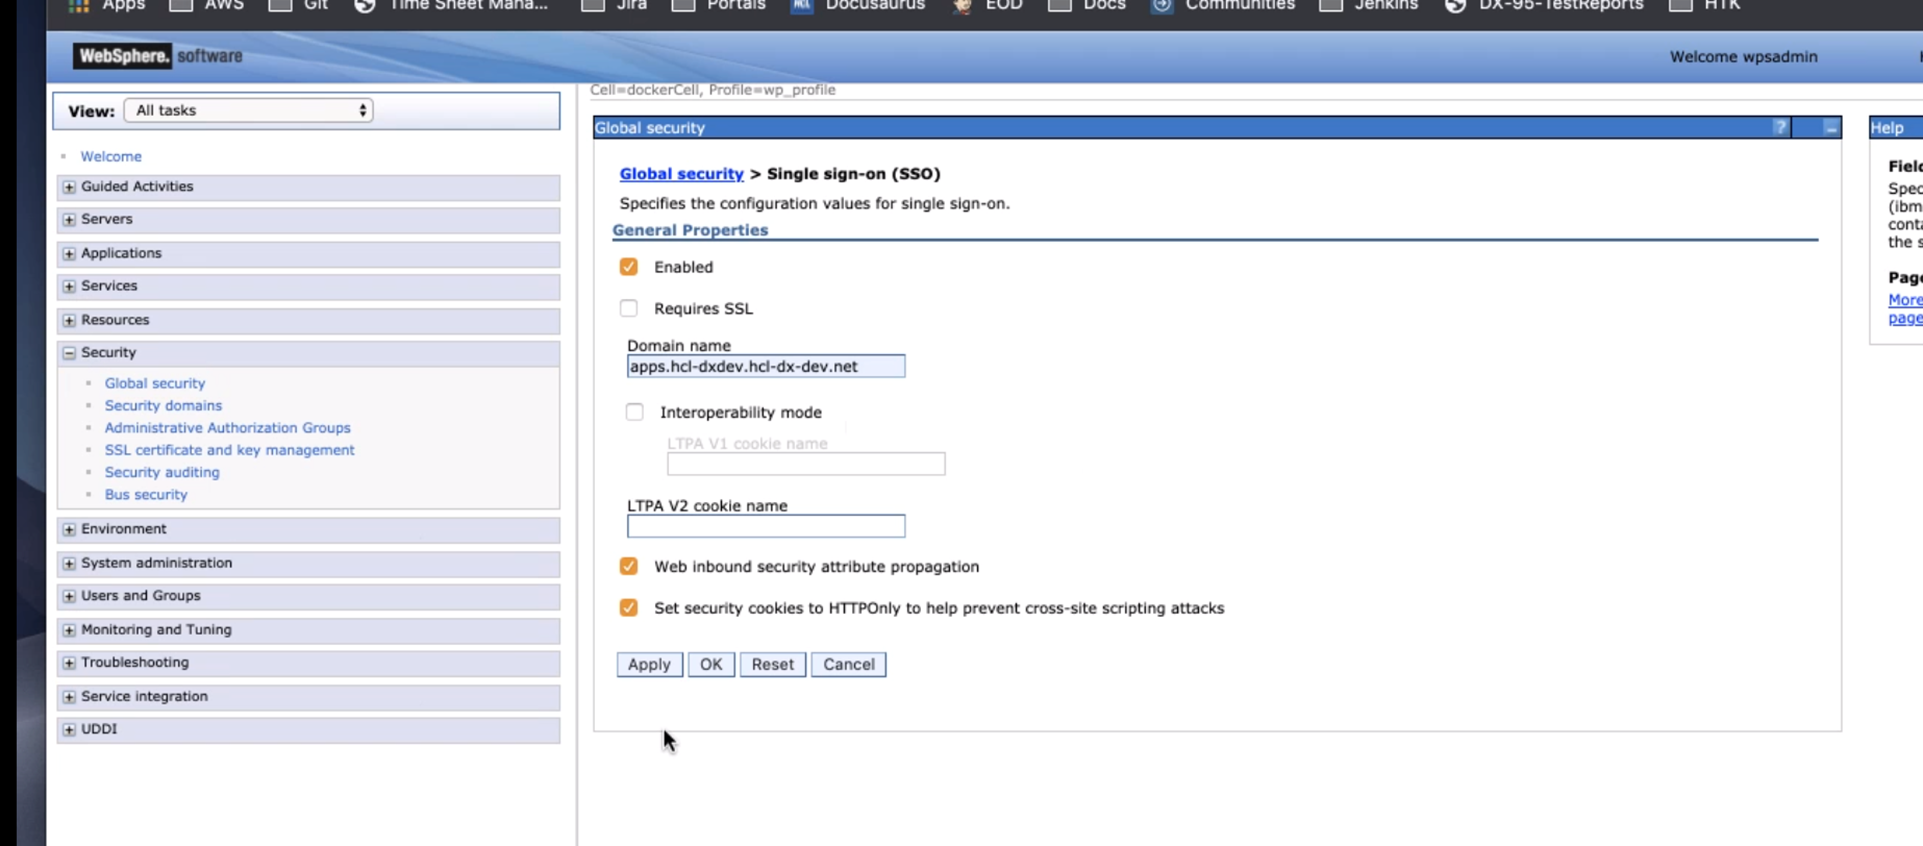 Apps AWS Git Time Sheet Mana... Jira Portals Docusaurus EOD Docs Communities Jenkins DX-95-TestReports HTK
WebSphere. software
Welcome wpsadmin
View: All tasks
Welcome
Guided Activities
Servers
Applications
Services
Resources
Security
Global security
Security domains
Administrative Authorization Groups
SSL certificate and key management
Security auditing
Bus security
Environment
System administration
Users and Groups
Monitoring and Tuning
Troubleshooting
Service integration
UDDI
Cell=dockerCell, Profile=wp_profile
Global security ?
Global security > Single sign-on (SSO)
Specifies the configuration values for single sign-on.
General Properties
Enabled
Requires SSL
Domain name
apps.hcl-dxdev.hcl-dx-dev.net
Interoperability mode
LTPA V1 cookie name
LTPA V2 cookie name
Web inbound security attribute propagation
Set security cookies to HTTPOnly to help prevent cross-site scripting attacks
Apply OK Reset Cancel
Help
(ibm
the s
More
page